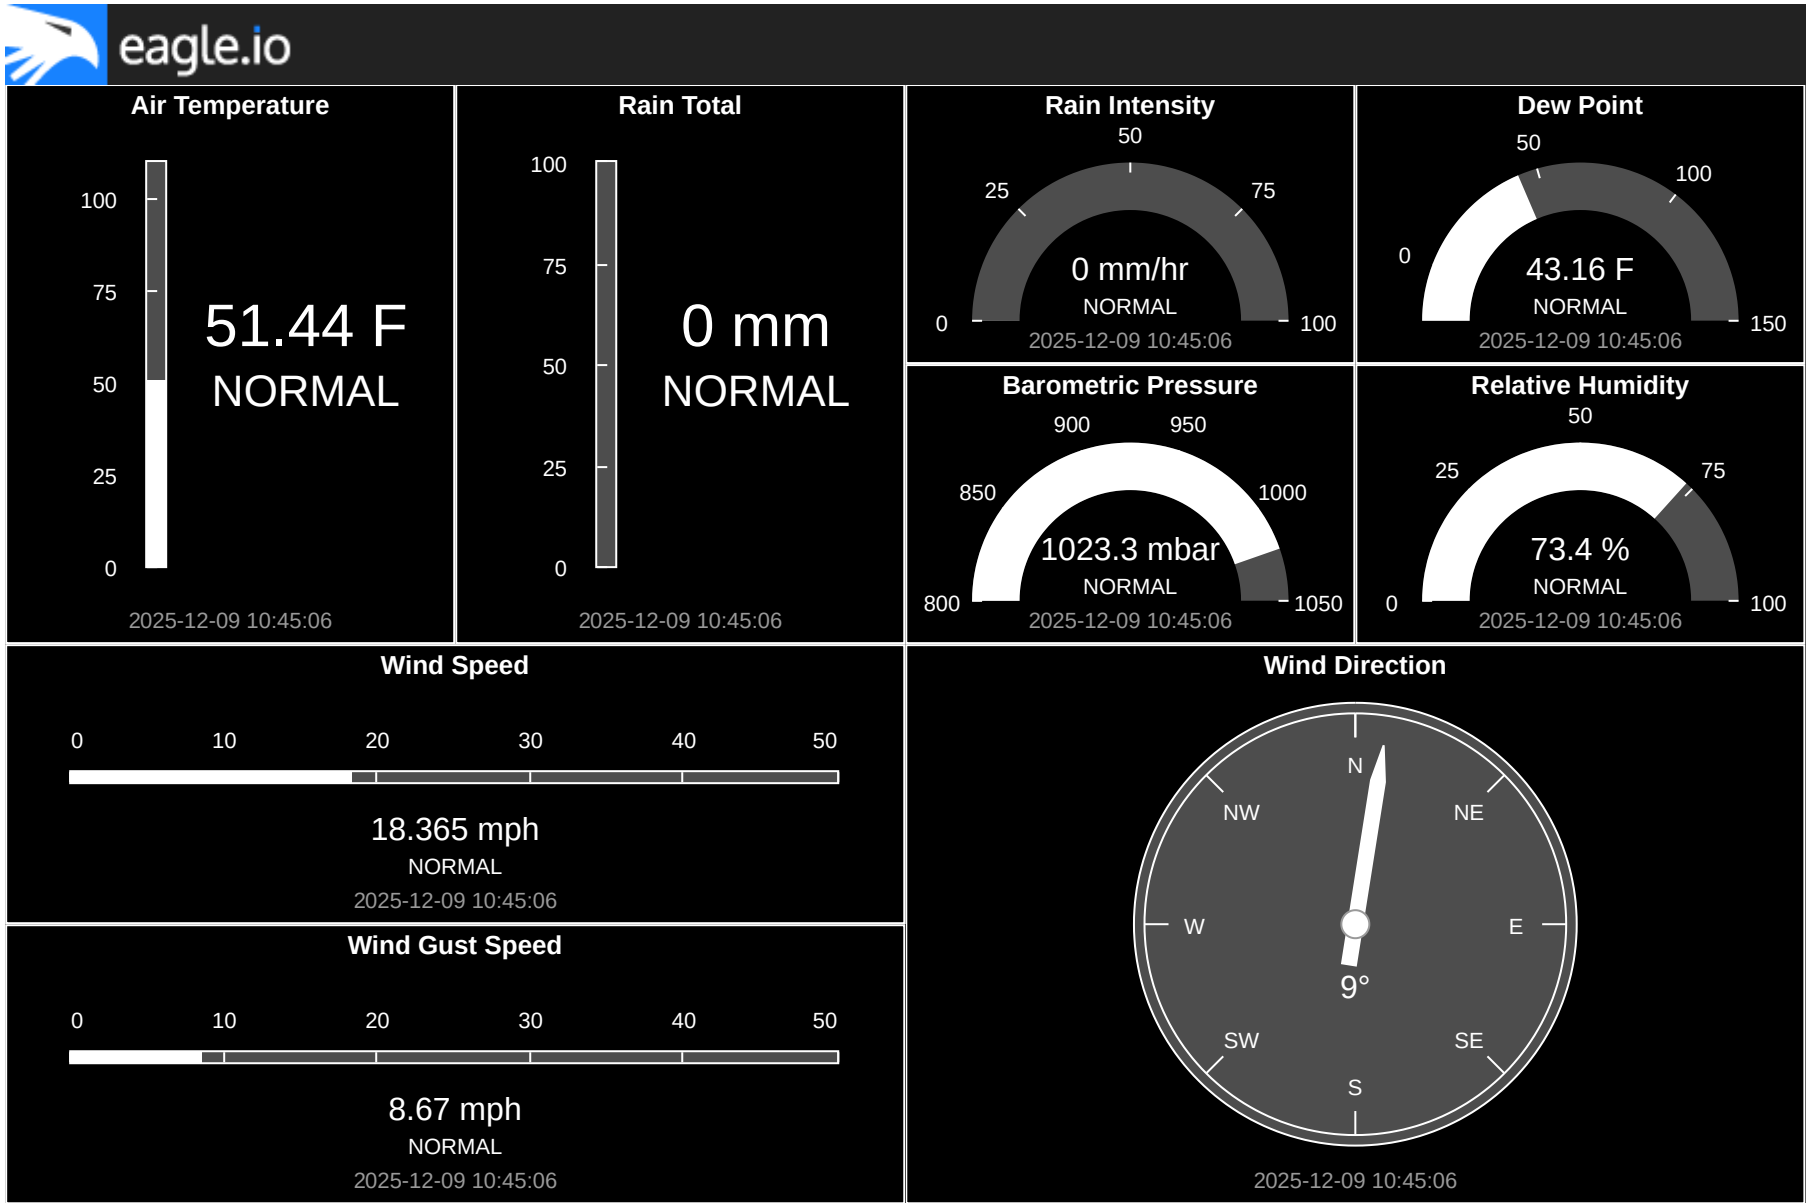 eagle.io
Air Temperature
100
75
50
25
0
51.44 F
NORMAL
2025-12-09 10:45:06
Rain Total
100
75
50
25
0
0 mm
NORMAL
2025-12-09 10:45:06
Rain Intensity
50
25
75
0
100
0 mm/hr
NORMAL
2025-12-09 10:45:06
Dew Point
50
100
0
150
43.16 F
NORMAL
2025-12-09 10:45:06
Barometric Pressure
900
950
850
1000
800
1050
1023.3 mbar
NORMAL
2025-12-09 10:45:06
Relative Humidity
50
25
75
0
100
73.4 %
NORMAL
2025-12-09 10:45:06
Wind Speed
0 10 20 30 40 50
18.365 mph
NORMAL
2025-12-09 10:45:06
Wind Gust Speed
0 10 20 30 40 50
8.67 mph
NORMAL
2025-12-09 10:45:06
Wind Direction
N
NW
NE
W
E
9°
SW
SE
S
2025-12-09 10:45:06